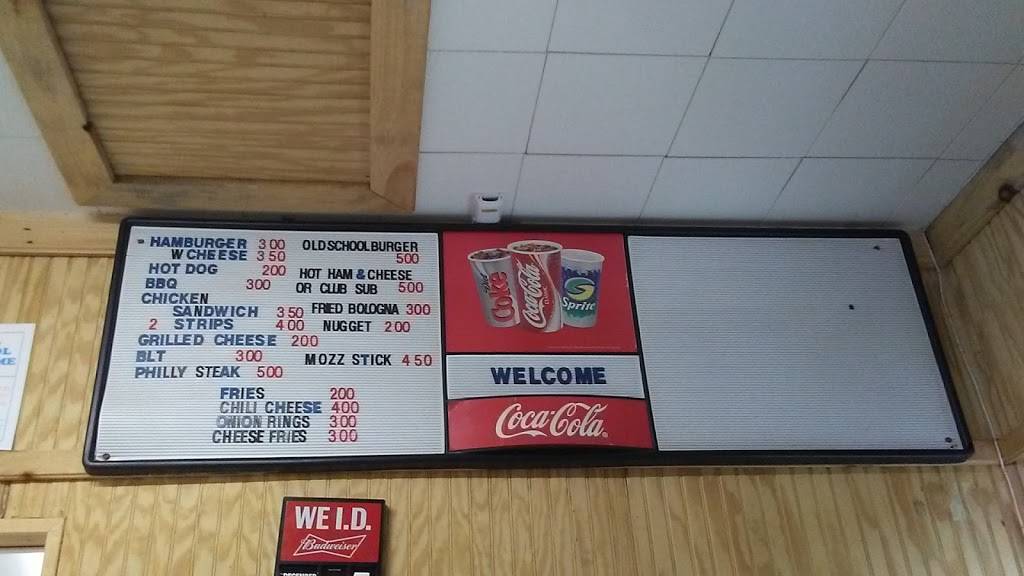 HAMBURGER 300
W CHEESE 350
HOT DOG 200
BBQ 300
CHICKEN
SANDWICH 350
2 STRIPS 400
GRILLED CHEESE 200
BLT 300
PHILLY STEAK 500
OLDSCHOOLBURGER
500
HOT HAM & CHEESE
OR CLUB SUB 500
FRIED BOLOGNA 300
NUGGET 200
MOZZ STICK 450
FRIES 200
CHILI CHEESE 400
ONION RINGS 300
CHEESE FRIES 300
Coke
Coca-Cola
Sprite
WELCOME
Coca-Cola
WE I.D.
Budweiser
DECEMBER